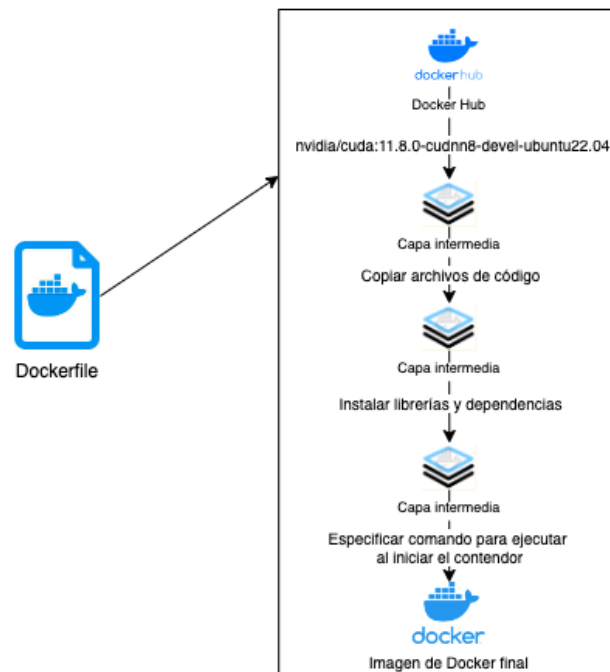 dockerhub
Docker Hub
nvidia/cuda:11.8.0-cudnn8-devel-ubuntu22.04
Capa intermedia
Copiar archivos de código
Capa intermedia
Instalar librerías y dependencias
Capa intermedia
Especificar comando para ejecutar
al iniciar el contendor
docker
Imagen de Docker final
Dockerfile